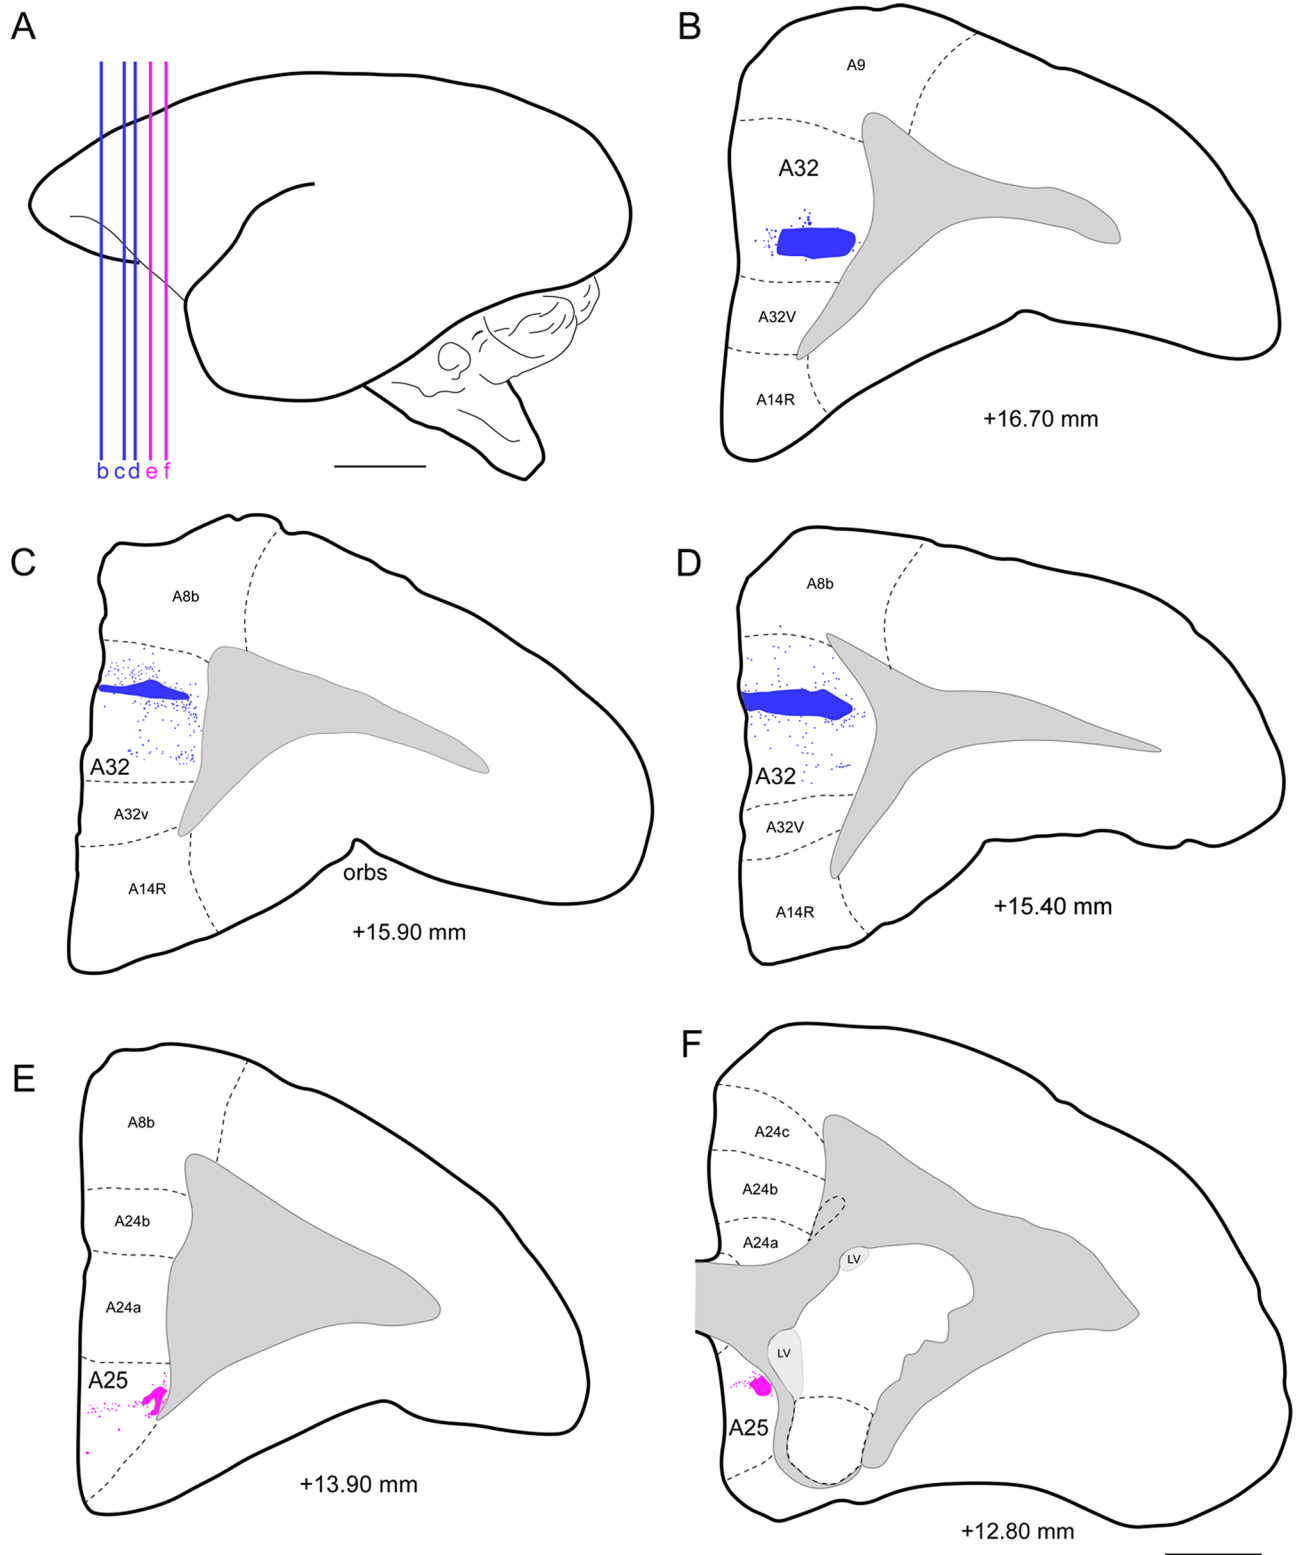 A
b c d e f
B
A9
A32
A32V
A14R
+16.70 mm
C
A8b
A32
A32v
A14R
orbs
+15.90 mm
D
A8b
A32
A32V
A14R
+15.40 mm
E
A8b
A24b
A24a
A25
+13.90 mm
F
A24c
A24b
A24a
LV
LV
A25
+12.80 mm